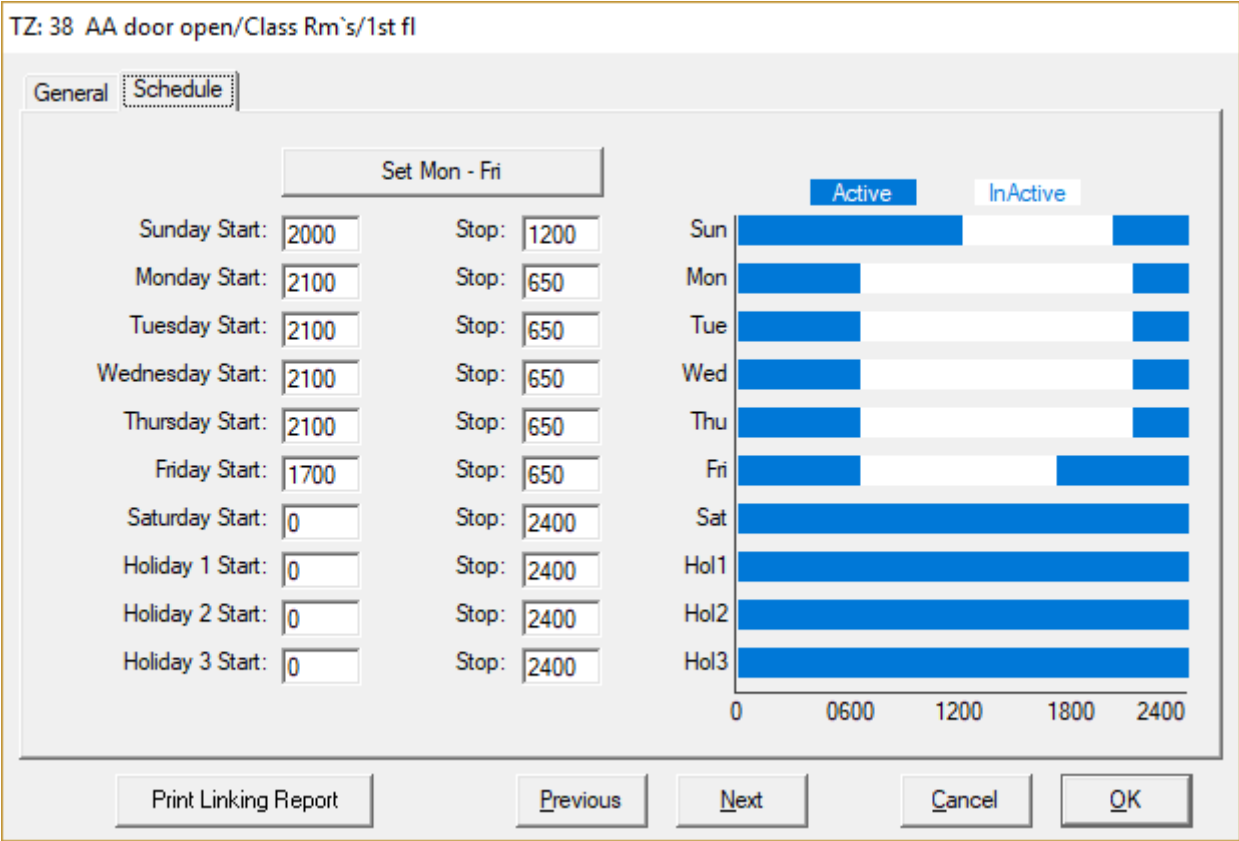 TZ: 38 AA door open/Class Rm`s/1st fl
General Schedule
Set Mon - Fri
Active InActive
Sunday Start: 2000 Stop: 1200 Sun
Monday Start: 2100 Stop: 650 Mon
Tuesday Start: 2100 Stop: 650 Tue
Wednesday Start: 2100 Stop: 650 Wed
Thursday Start: 2100 Stop: 650 Thu
Friday Start: 1700 Stop: 650 Fri
Saturday Start: 0 Stop: 2400 Sat
Holiday 1 Start: 0 Stop: 2400 Hol1
Holiday 2 Start: 0 Stop: 2400 Hol2
Holiday 3 Start: 0 Stop: 2400 Hol3
0 0600 1200 1800 2400
Print Linking Report Previous Next Cancel OK